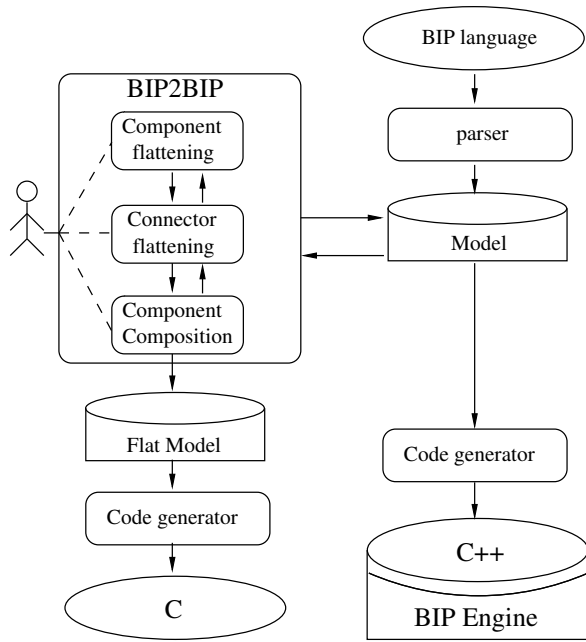 BIP language
BIP2BIP
Component
flattening
parser
Connector
flattening
Model
Component
Composition
Flat Model
Code generator
Code generator
C++
C
BIP Engine